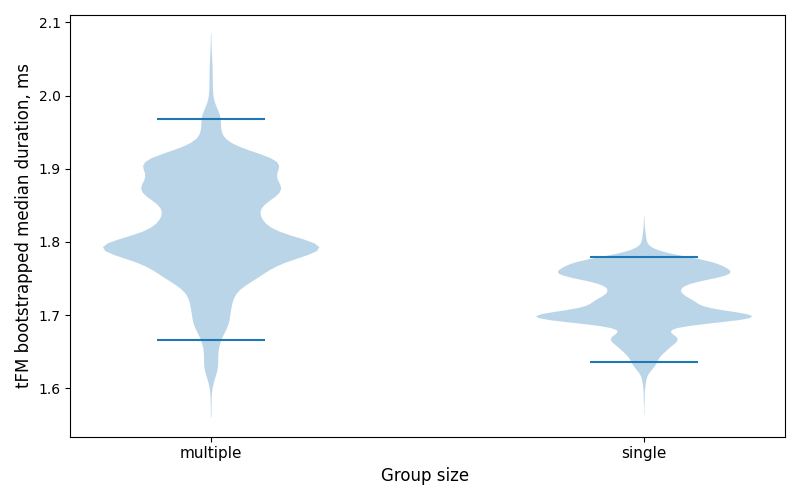 tFM bootstrapped median duration, ms
2.1
2.0
1.9
1.8
1.7
1.6
multiple
single
Group size